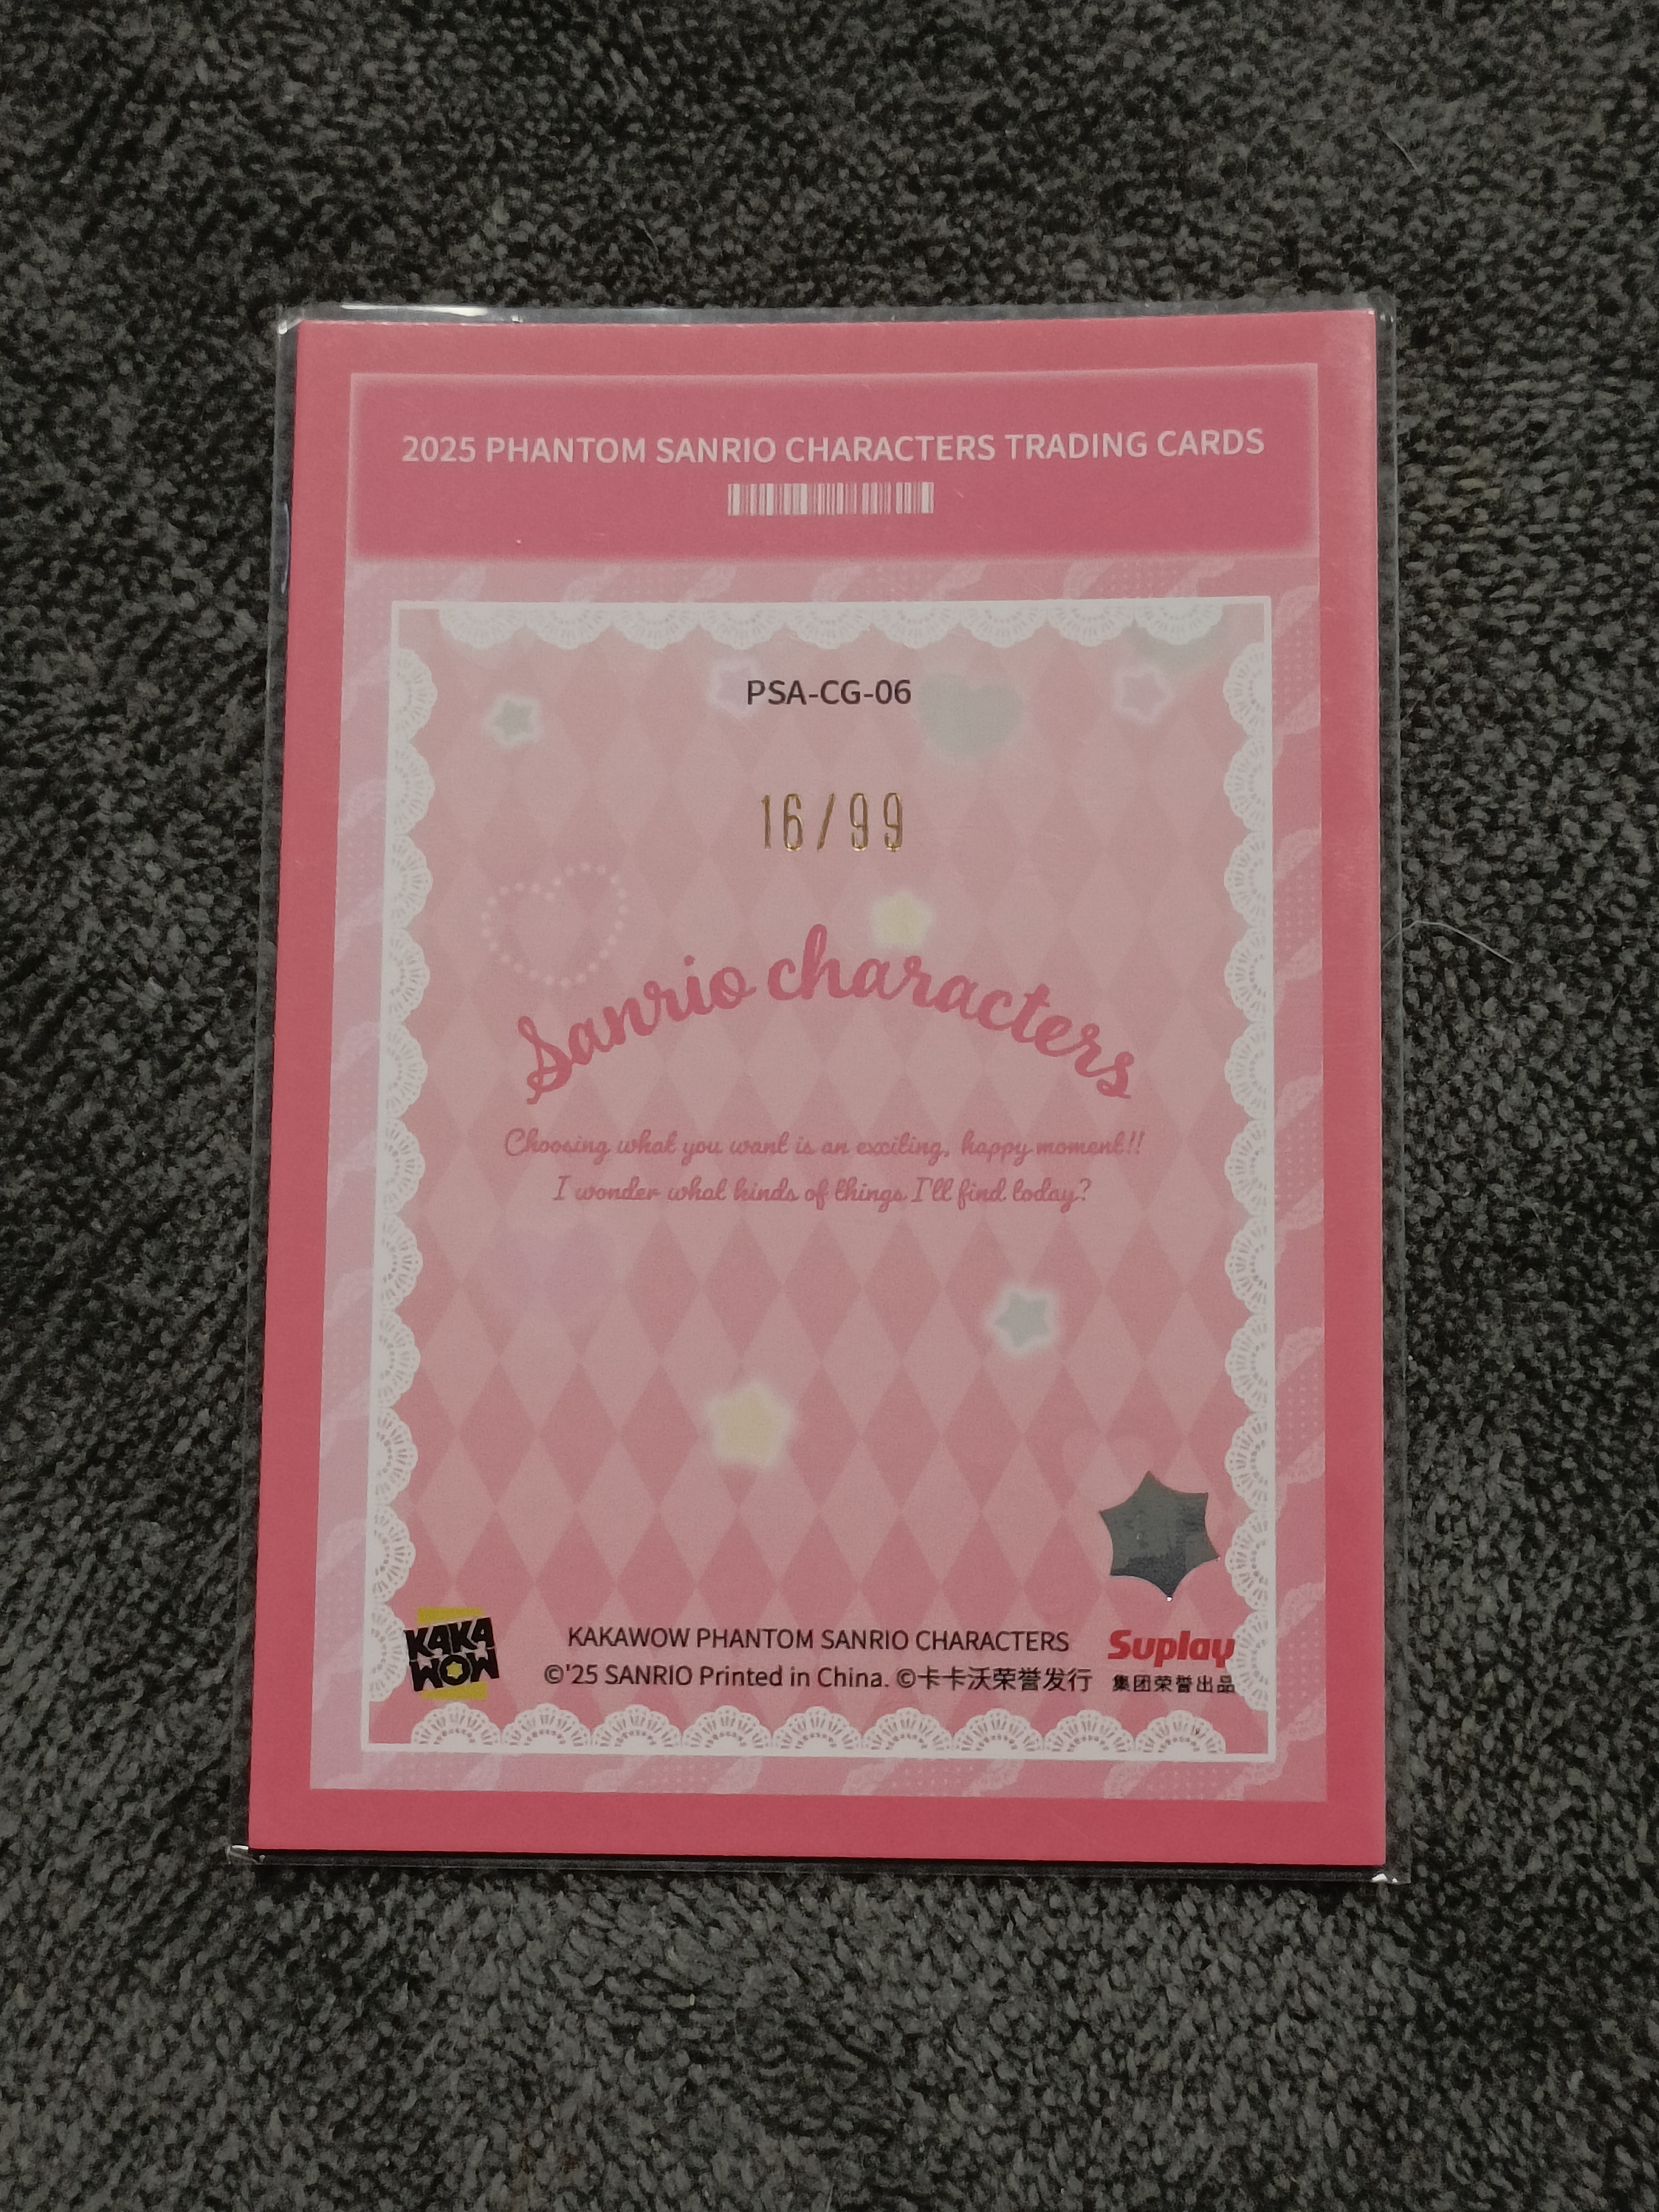 2025 PHANTOM SANRIO CHARACTERS TRADING CARDS
PSA-CG-06
16/99
Sanrio characters
Choosing what you want is an exciting, happy moment!!
I wonder what kinds of things I'll find today?
KAKA
WOW
KAKAWOW PHANTOM SANRIO CHARACTERS
©'25 SANRIO Printed in China. ©卡卡沃荣誉发行
Suplay
集团荣誉出品